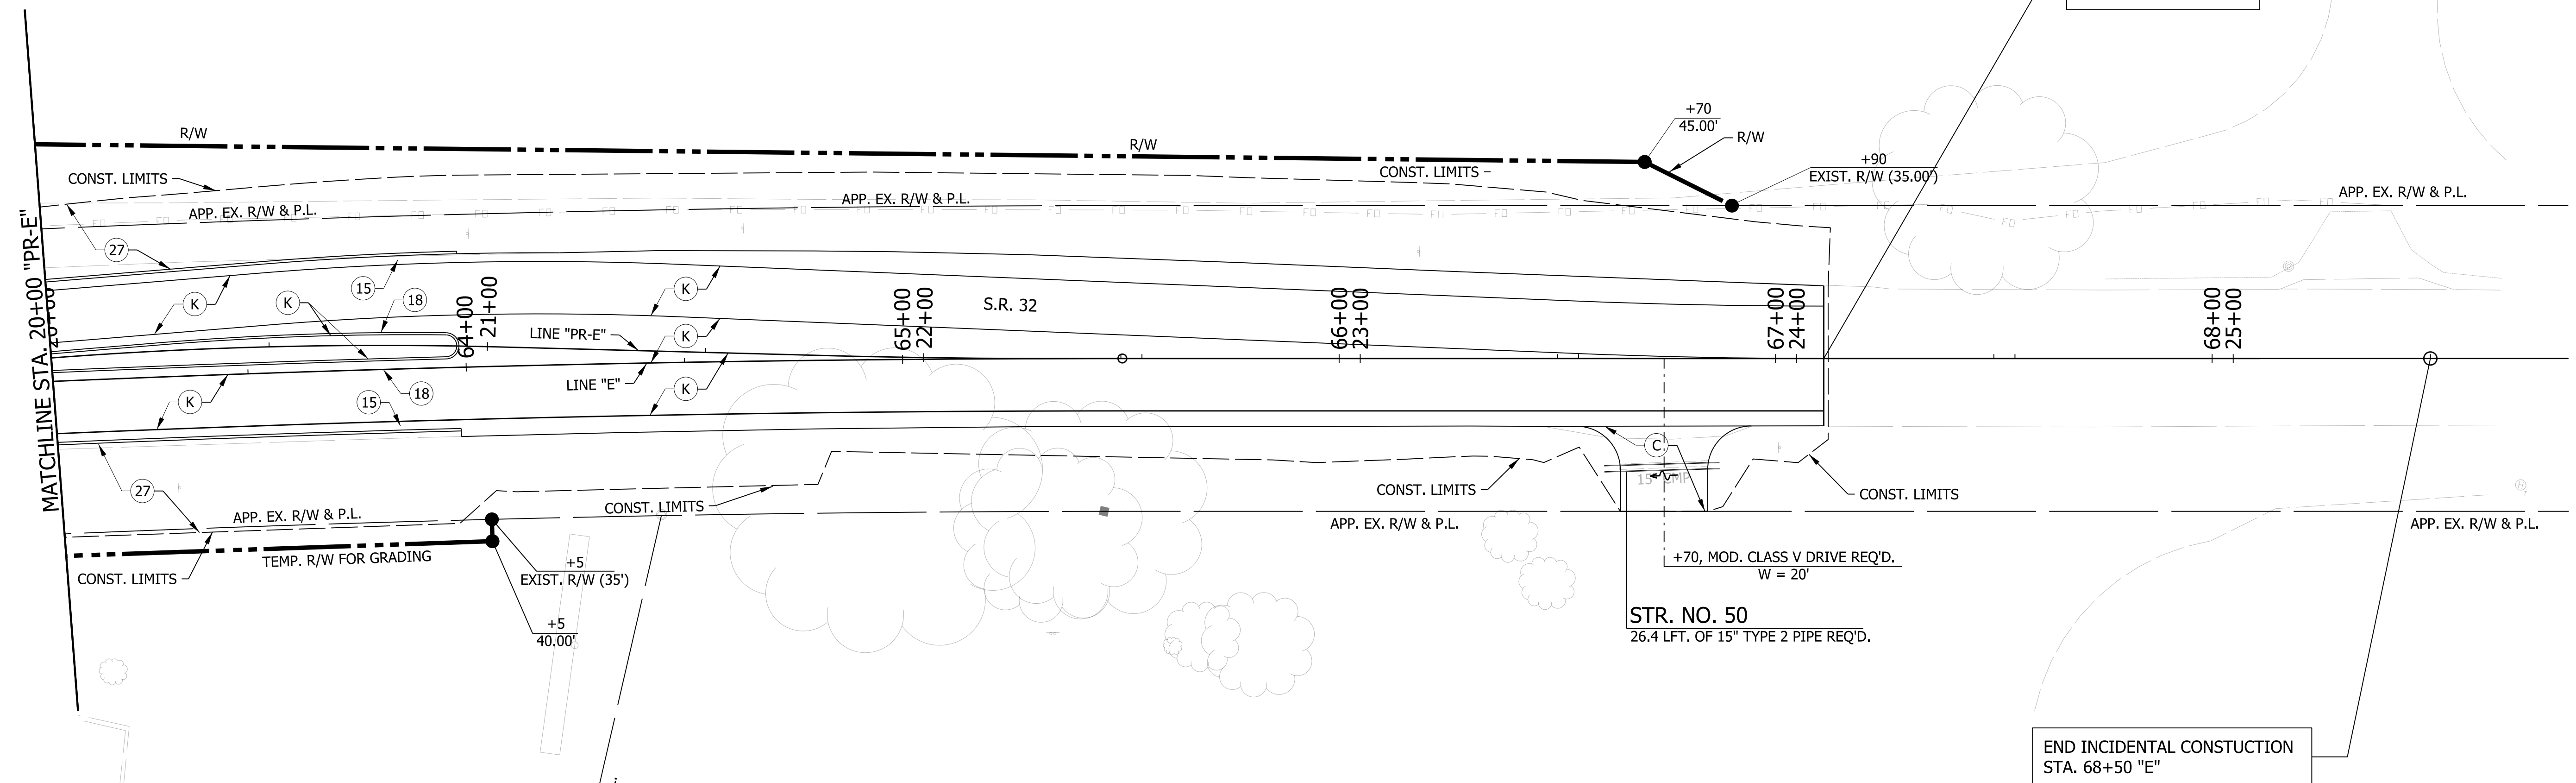 R/W
R/W
+70
45.00'
R/W
+90
EXIST. R/W (35.00')
CONST. LIMITS
CONST. LIMITS
APP. EX. R/W & P.L.
APP. EX. R/W & P.L.
APP. EX. R/W & P.L.
27
MATCHLINE STA. 20+00 "PR-E"
K
K
15
18
K
64+00
21+00
65+00
22+00
S.R. 32
66+00
23+00
67+00
24+00
68+00
25+00
LINE "PR-E"
K
LINE "E"
K
K
15
18
K
27
C
15" CMP
CONST. LIMITS
CONST. LIMITS
CONST. LIMITS
APP. EX. R/W & P.L.
APP. EX. R/W & P.L.
APP. EX. R/W & P.L.
TEMP. R/W FOR GRADING
CONST. LIMITS
+5
EXIST. R/W (35')
+5
40.00'
+70, MOD. CLASS V DRIVE REQ'D.
W = 20'
STR. NO. 50
26.4 LFT. OF 15" TYPE 2 PIPE REQ'D.
END INCIDENTAL CONSTUCTION
STA. 68+50 "E"